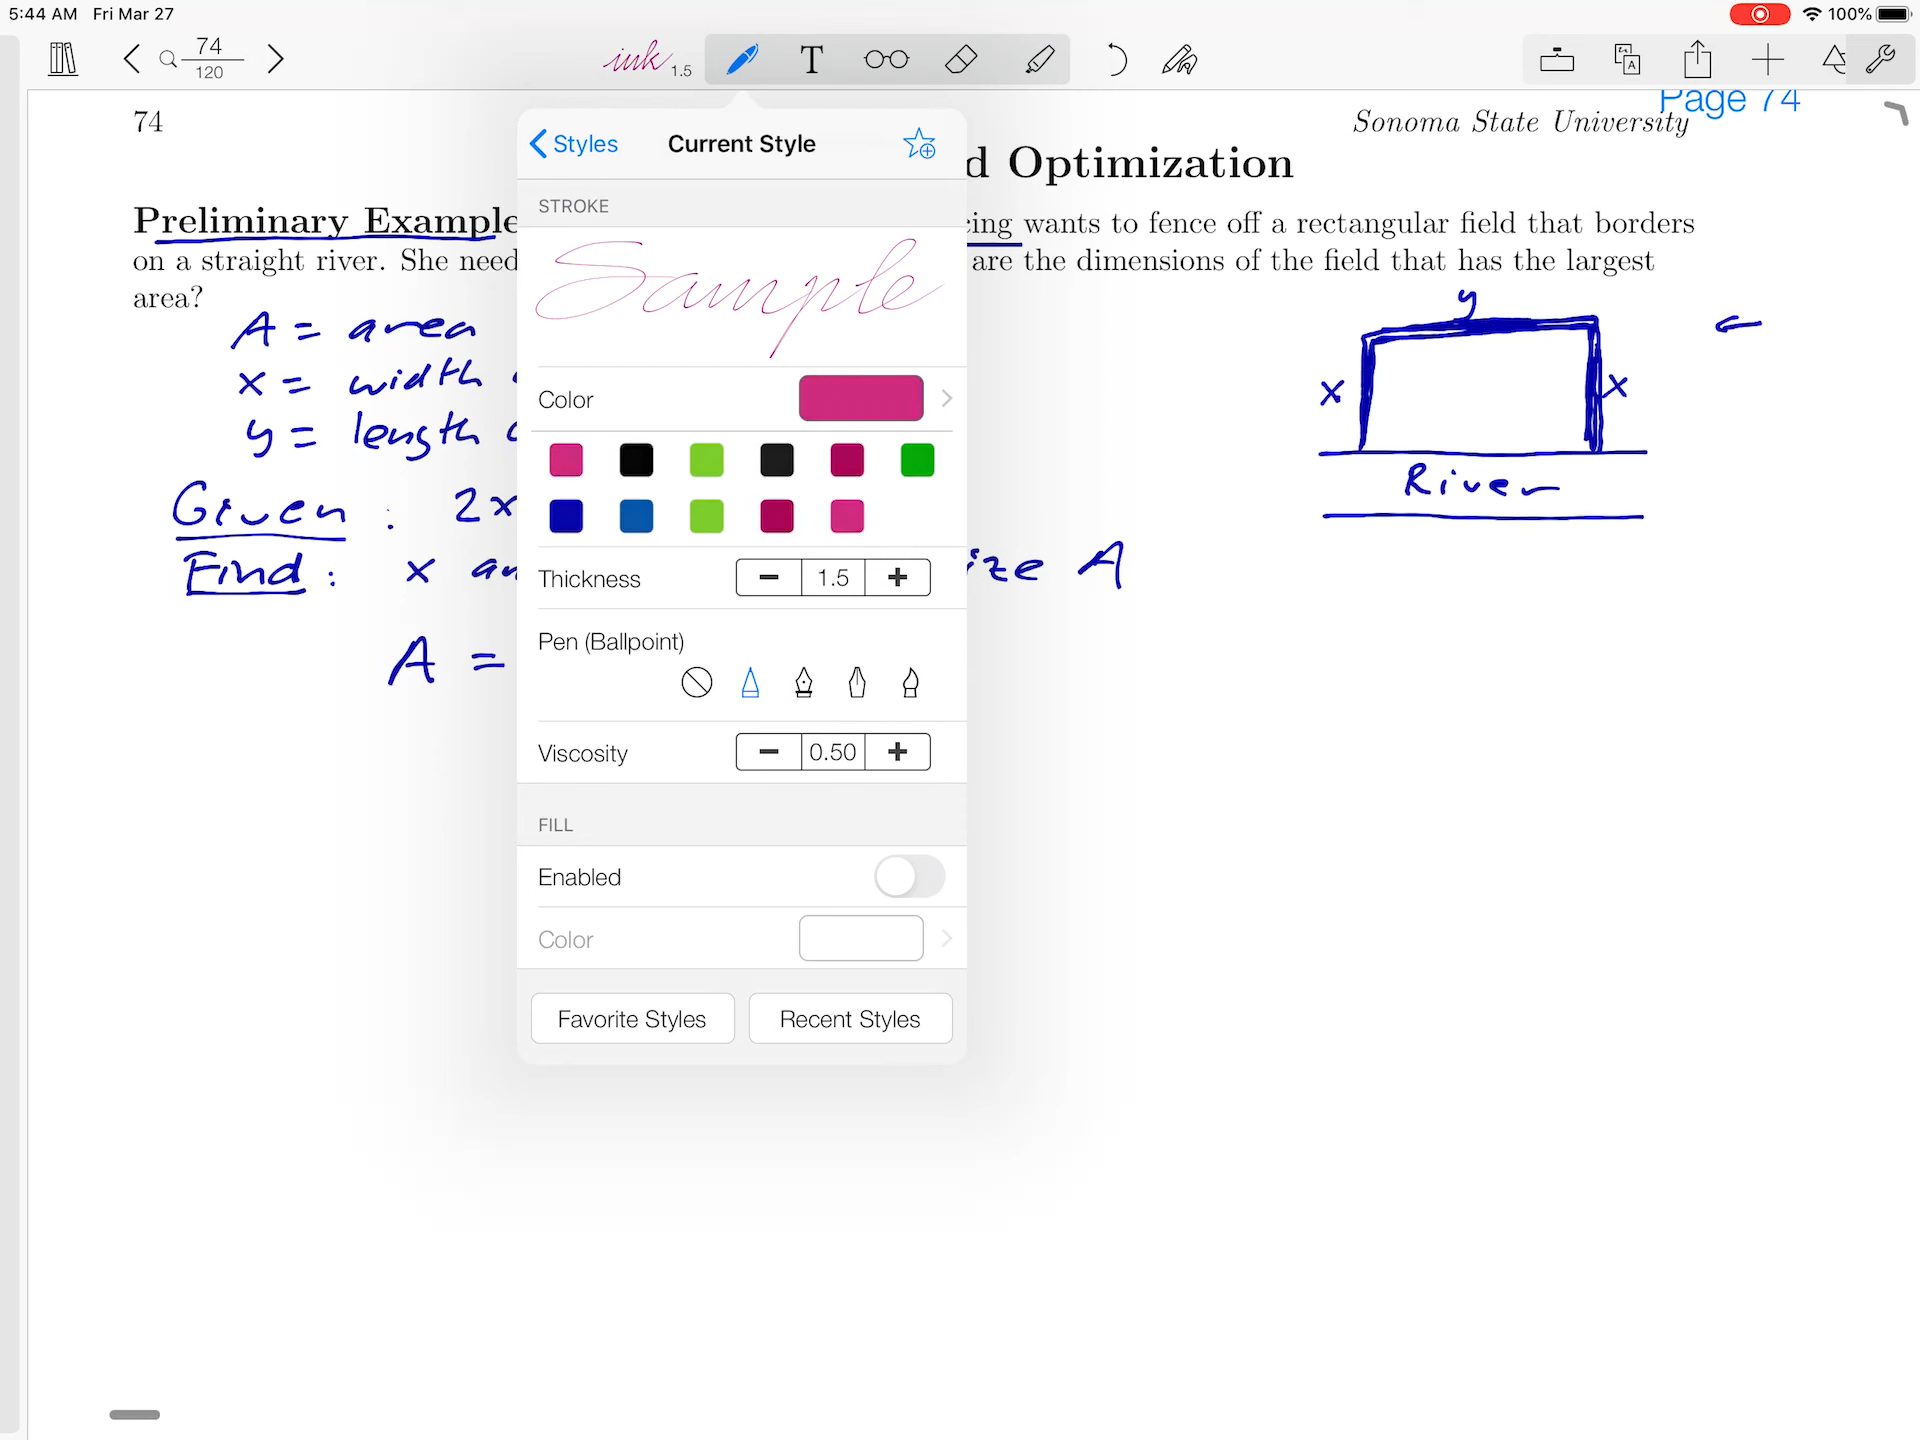 5:44 AM Fri Mar 27
100%
74
120
ink 1.5
T
Page 74
74
Sonoma State University
d Optimization
Preliminary Example
cing wants to fence off a rectangular field that borders
on a straight river. She need
are the dimensions of the field that has the largest
area?
A = area
x = width
y = length
Given : 2x
Find : x an
ize A
A =
y
x
x
River
Styles
Current Style
STROKE
Sample
Color
Thickness
1.5
Pen (Ballpoint)
Viscosity
0.50
FILL
Enabled
Color
Favorite Styles
Recent Styles